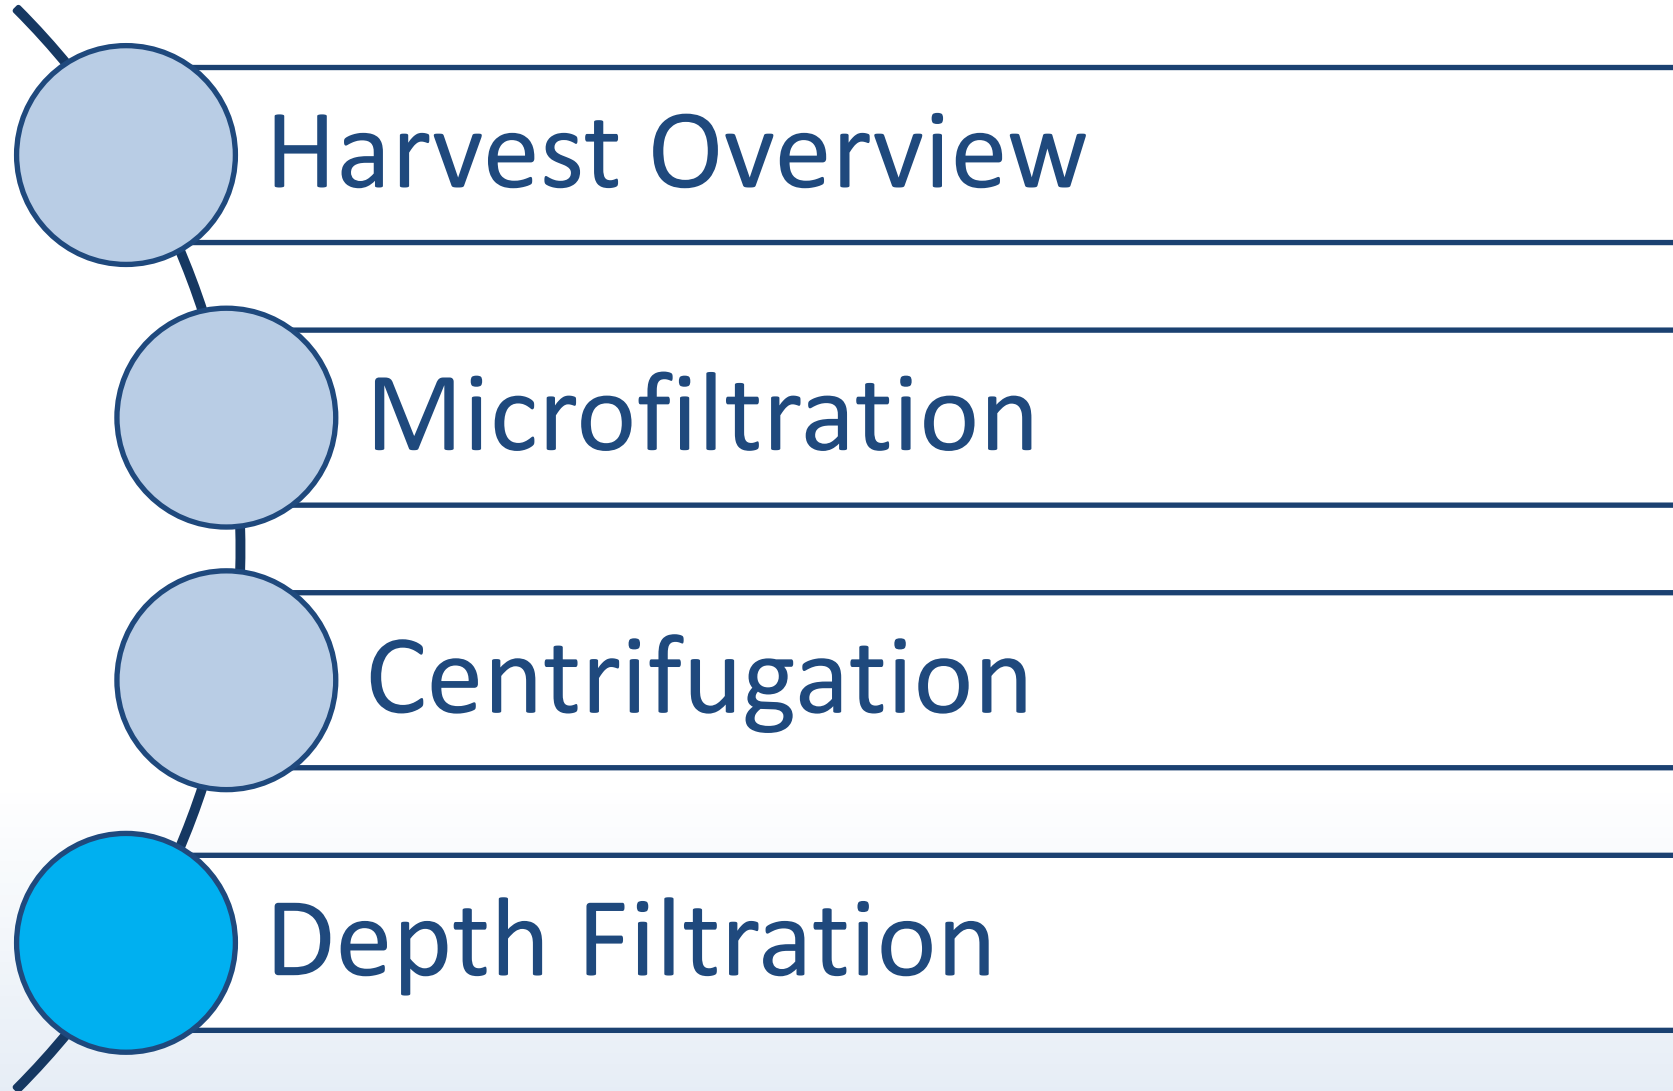 Harvest Overview
Microfiltration
Centrifugation
Depth Filtration